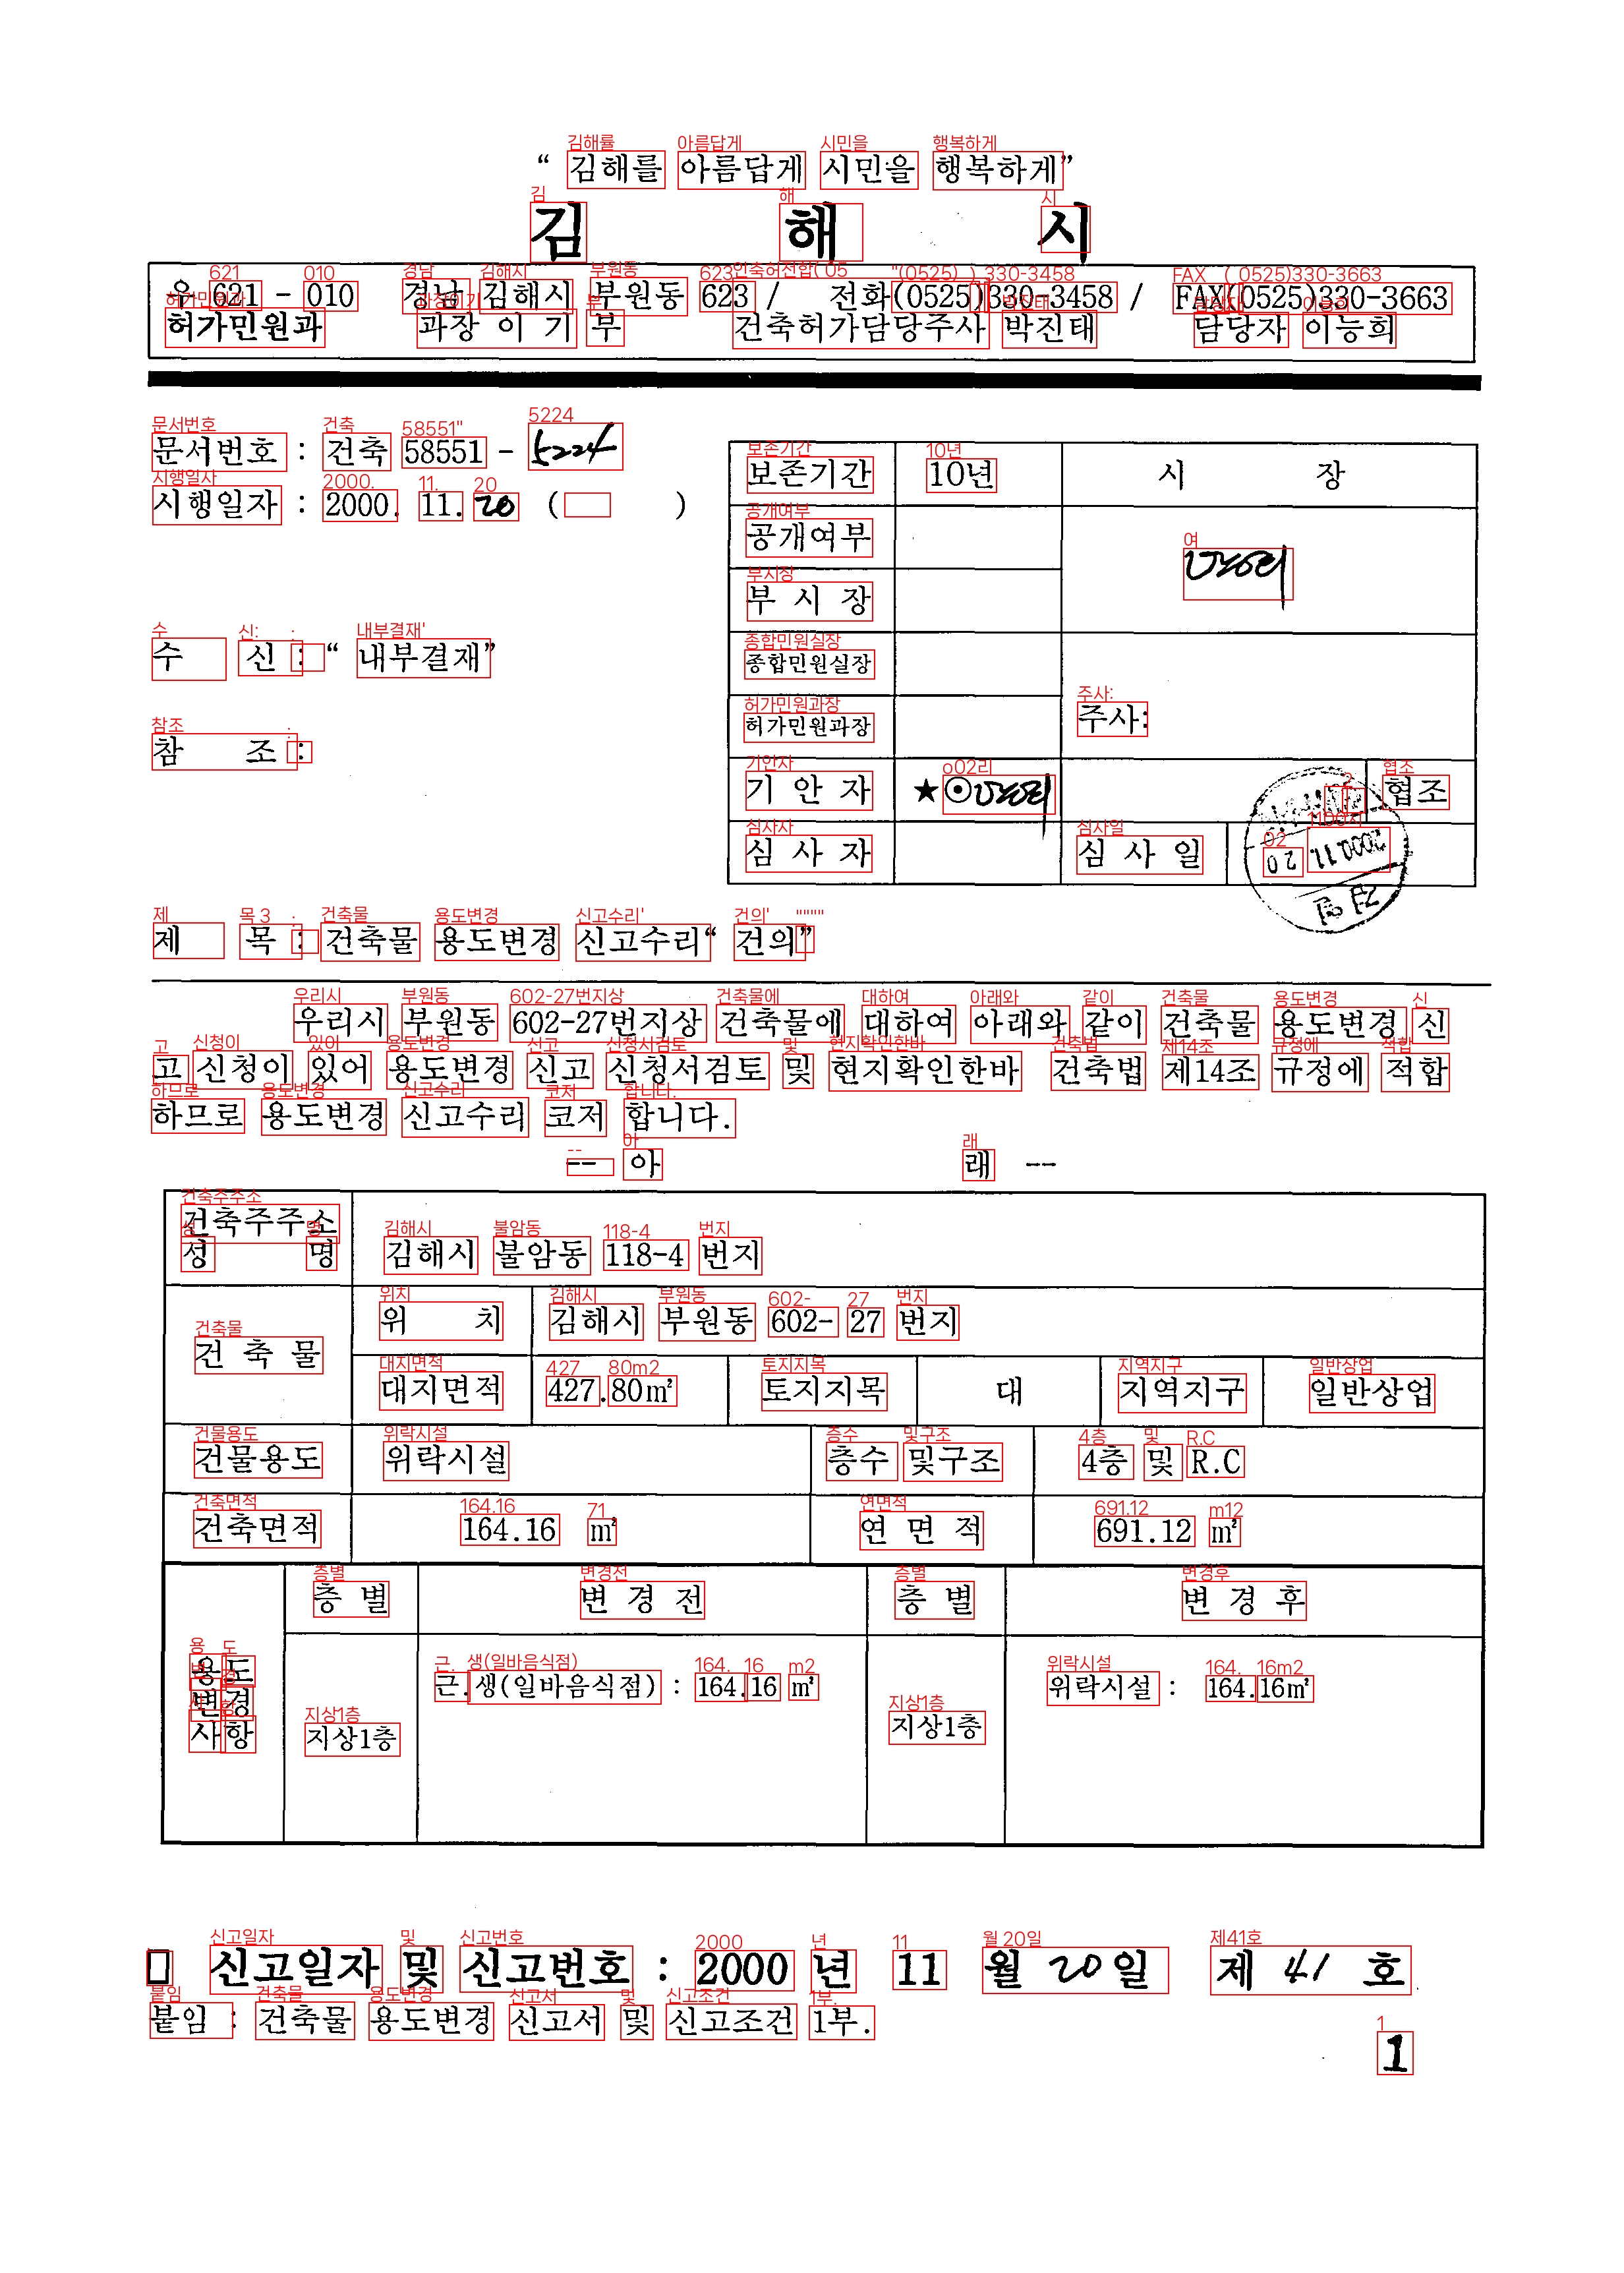 “ 김해를 아름답게 시민을 행복하게”
김 해 시
우 621 - 010 경남 김해시 부원동 623 / 전화(0525)330-3458 / FAX(0525)330-3663
허가민원과 과장 이 기 부 건축허가담당주사 박진태 담당자 이능희
문서번호 : 건축 58551 - 5224
시행일자 : 2000. 11. 20 ( )
수 신 : “ 내부결재”
참 조 :
보존기간 10년 시 장
공개여부
부 시 장
종합민원실장
허가민원과장 주사:
기 안 자 ★⊙ 협조
심 사 자 심 사 일 2000.11. 20
제 목 : 건축물 용도변경 신고수리“ 건의”
우리시 부원동 602-27번지상 건축물에 대하여 아래와 같이 건축물 용도변경 신
고 신청이 있어 용도변경 신고 신청서검토 및 현지확인한바 건축법 제14조 규정에 적합
하므로 용도변경 신고수리 코저 합니다.
-- 아 래 --
건축주주소
성 명 김해시 불암동 118-4 번지
건 축 물 위 치 김해시 부원동 602- 27 번지
대지면적 427.80㎡ 토지지목 대 지역지구 일반상업
건물용도 위락시설 층수 및구조 4층 및 R.C
건축면적 164.16 ㎡ 연 면 적 691.12 ㎡
용도변경사항 층 별 변 경 전 층 별 변 경 후
지상1층 근.생(일바음식점) : 164.16 ㎡ 지상1층 위락시설 : 164.16㎡
□ 신고일자 및 신고번호 : 2000 년 11 월 20일 제 41 호
붙임 : 건축물 용도변경 신고서 및 신고조건 1부.
1